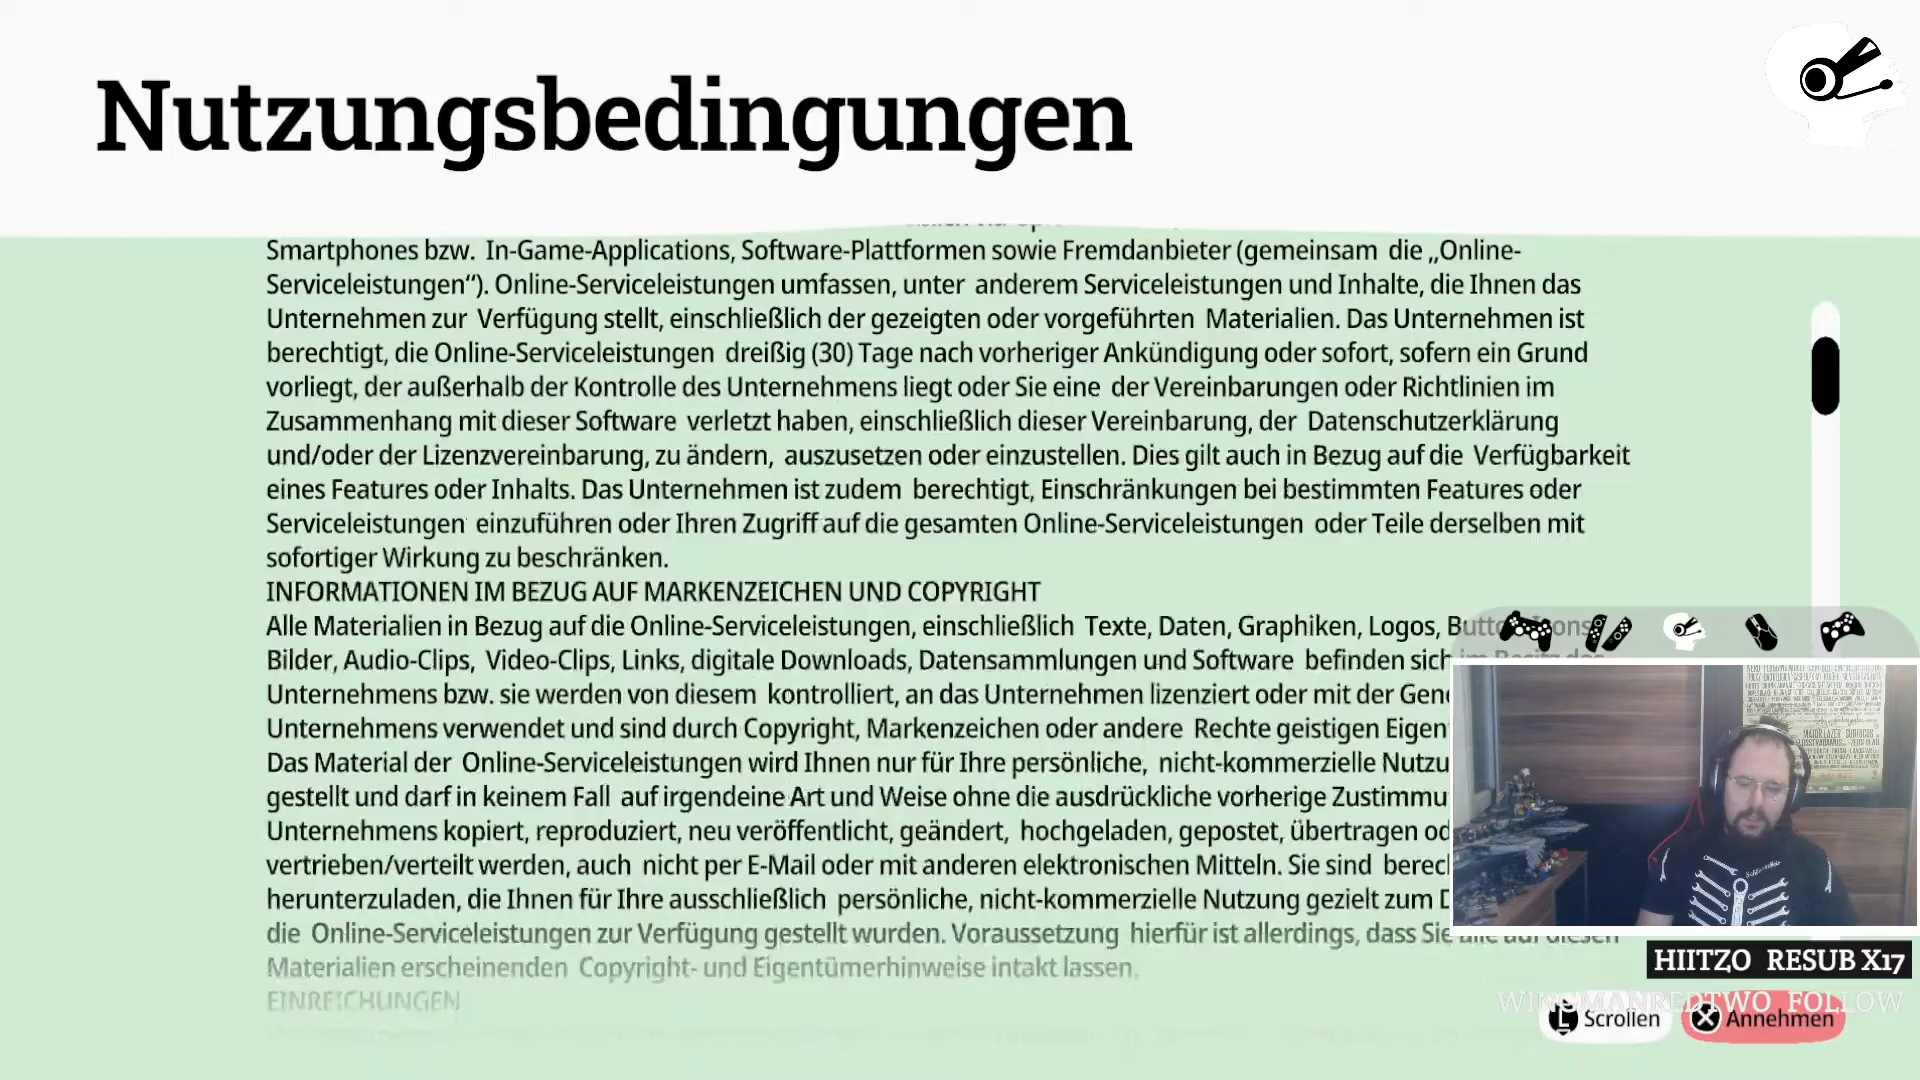 Nutzungsbedingungen
Smartphones bzw. In-Game-Applications, Software-Plattformen sowie Fremdanbieter (gemeinsam die „Online-
Serviceleistungen“). Online-Serviceleistungen umfassen, unter anderem Serviceleistungen und Inhalte, die Ihnen das
Unternehmen zur Verfügung stellt, einschließlich der gezeigten oder vorgeführten Materialien. Das Unternehmen ist
berechtigt, die Online-Serviceleistungen dreißig (30) Tage nach vorheriger Ankündigung oder sofort, sofern ein Grund
vorliegt, der außerhalb der Kontrolle des Unternehmens liegt oder Sie eine der Vereinbarungen oder Richtlinien im
Zusammenhang mit dieser Software verletzt haben, einschließlich dieser Vereinbarung, der Datenschutzerklärung
und/oder der Lizenzvereinbarung, zu ändern, auszusetzen oder einzustellen. Dies gilt auch in Bezug auf die Verfügbarkeit
eines Features oder Inhalts. Das Unternehmen ist zudem berechtigt, Einschränkungen bei bestimmten Features oder
Serviceleistungen einzuführen oder Ihren Zugriff auf die gesamten Online-Serviceleistungen oder Teile derselben mit
sofortiger Wirkung zu beschränken.
INFORMATIONEN IM BEZUG AUF MARKENZEICHEN UND COPYRIGHT
Alle Materialien in Bezug auf die Online-Serviceleistungen, einschließlich Texte, Daten, Graphiken, Logos,
Bilder, Audio-Clips, Video-Clips, Links, digitale Downloads, Datensammlungen und Software befinden sich im Besitz des
Unternehmens bzw. sie werden von diesem kontrolliert, an das Unternehmen lizenziert oder mit der
Unternehmens verwendet und sind durch Copyright, Markenzeichen oder andere Rechte geistigen
Das Material der Online-Serviceleistungen wird Ihnen nur für Ihre persönliche, nicht-kommerzielle
gestellt und darf in keinem Fall auf irgendeine Art und Weise ohne die ausdrückliche vorherige
Unternehmens kopiert, reproduziert, neu veröffentlicht, geändert, hochgeladen, gepostet, übertragen
vertrieben/verteilt werden, auch nicht per E-Mail oder mit anderen elektronischen Mitteln. Sie sind
herunterzuladen, die Ihnen für Ihre ausschließlich persönliche, nicht-kommerzielle Nutzung gezielt zum
die Online-Serviceleistungen zur Verfügung gestellt wurden. Voraussetzung hierfür ist allerdings, dass Sie alle auf diesen
Materialien erscheinenden Copyright- und Eigentümerhinweise intakt lassen.
EINREICHUNGEN
MAJOR LAZER
HIITZO RESUB X17
WINGMANREDTWO FOLLOW
L Scrollen
X Annehmen